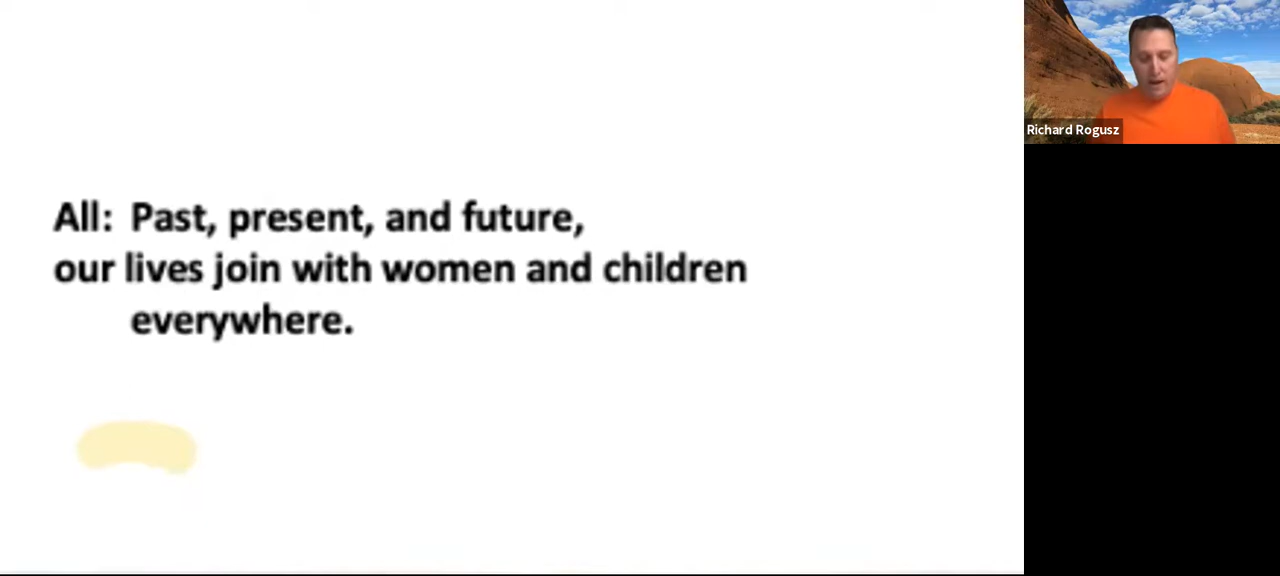 All: Past, present, and future,
our lives join with women and children
everywhere.
Richard Rogusz